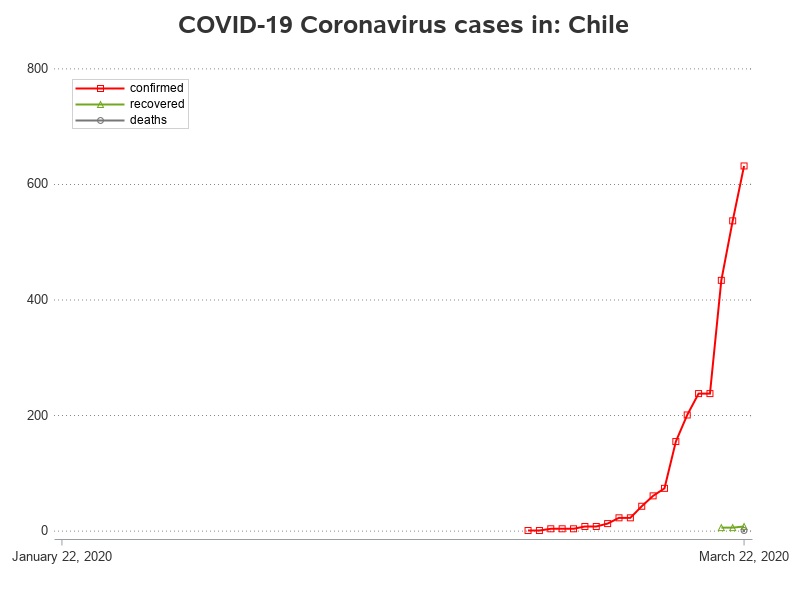 COVID-19 Coronavirus cases in: Chile
800
confirmed
recovered
deaths
600
400
200
0
January 22, 2020
March 22, 2020